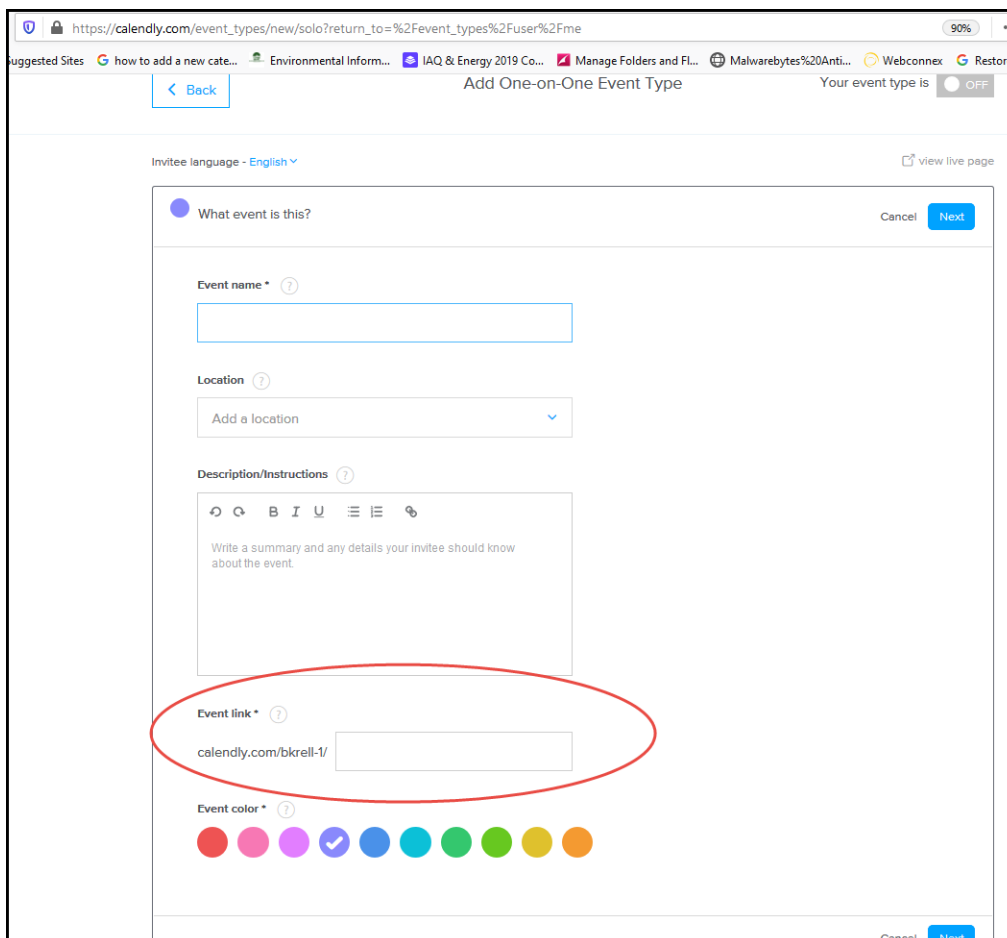 https://calendly.com/event_types/new/solo?return_to=%2Fevent_types%2Fuser%2Fme 90%
Suggested Sites G how to add a new cate... Environmental Inform... IAQ & Energy 2019 Co... Manage Folders and Fl... Malwarebytes%20Anti... Webconnex G Restor
Back Add One-on-One Event Type Your event type is OFF
Invitee language - English view live page
What event is this? Cancel Next
Event name * ?
Location ?
Add a location
Description/Instructions ?
B I U
Write a summary and any details your invitee should know
about the event.
Event link * ?
calendly.com/bkrell-1/
Event color * ?
Cancel Next